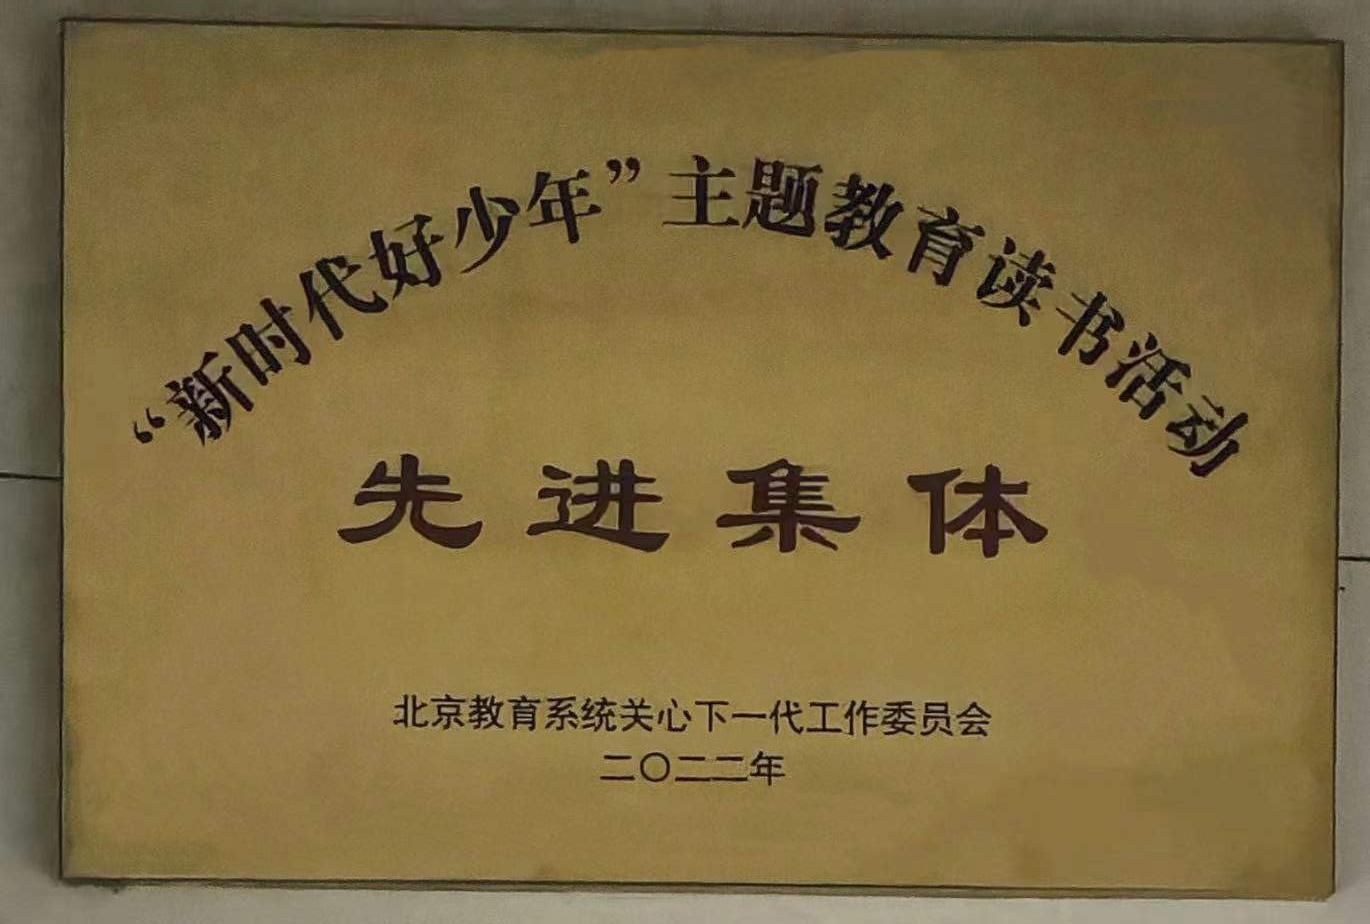 “新时代好少年”主题教育读书活动
先进集体
北京教育系统关心下一代工作委员会
二〇二二年